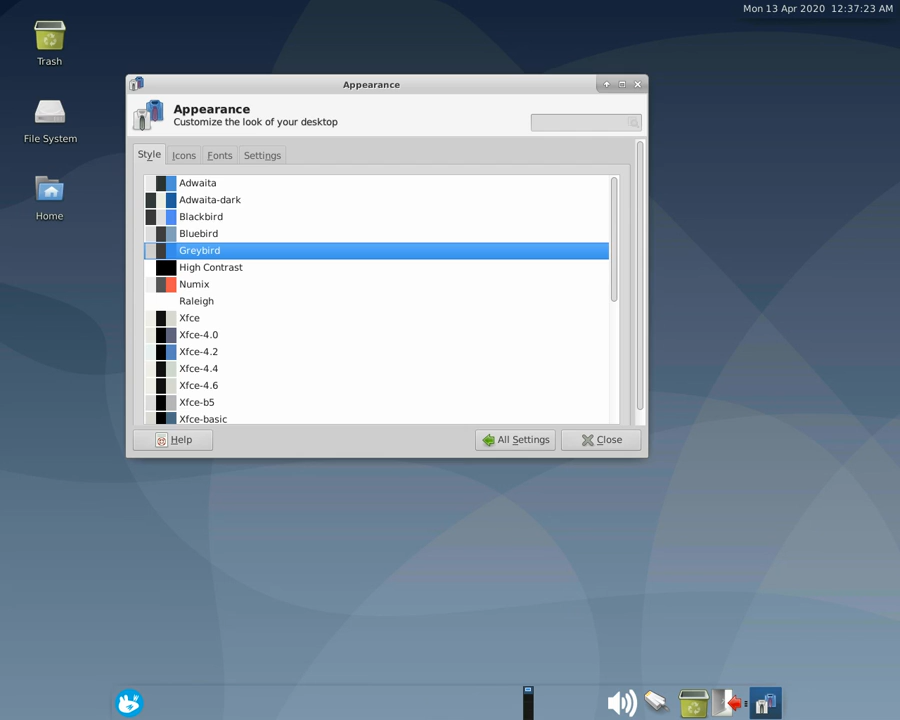 Mon 13 Apr 2020 12:37:23 AM
Trash
File System
Home
Appearance
Appearance
Customize the look of your desktop
Style
Icons
Fonts
Settings
Adwaita
Adwaita-dark
Blackbird
Bluebird
Greybird
High Contrast
Numix
Raleigh
Xfce
Xfce-4.0
Xfce-4.2
Xfce-4.4
Xfce-4.6
Xfce-b5
Xfce-basic
Help
All Settings
Close